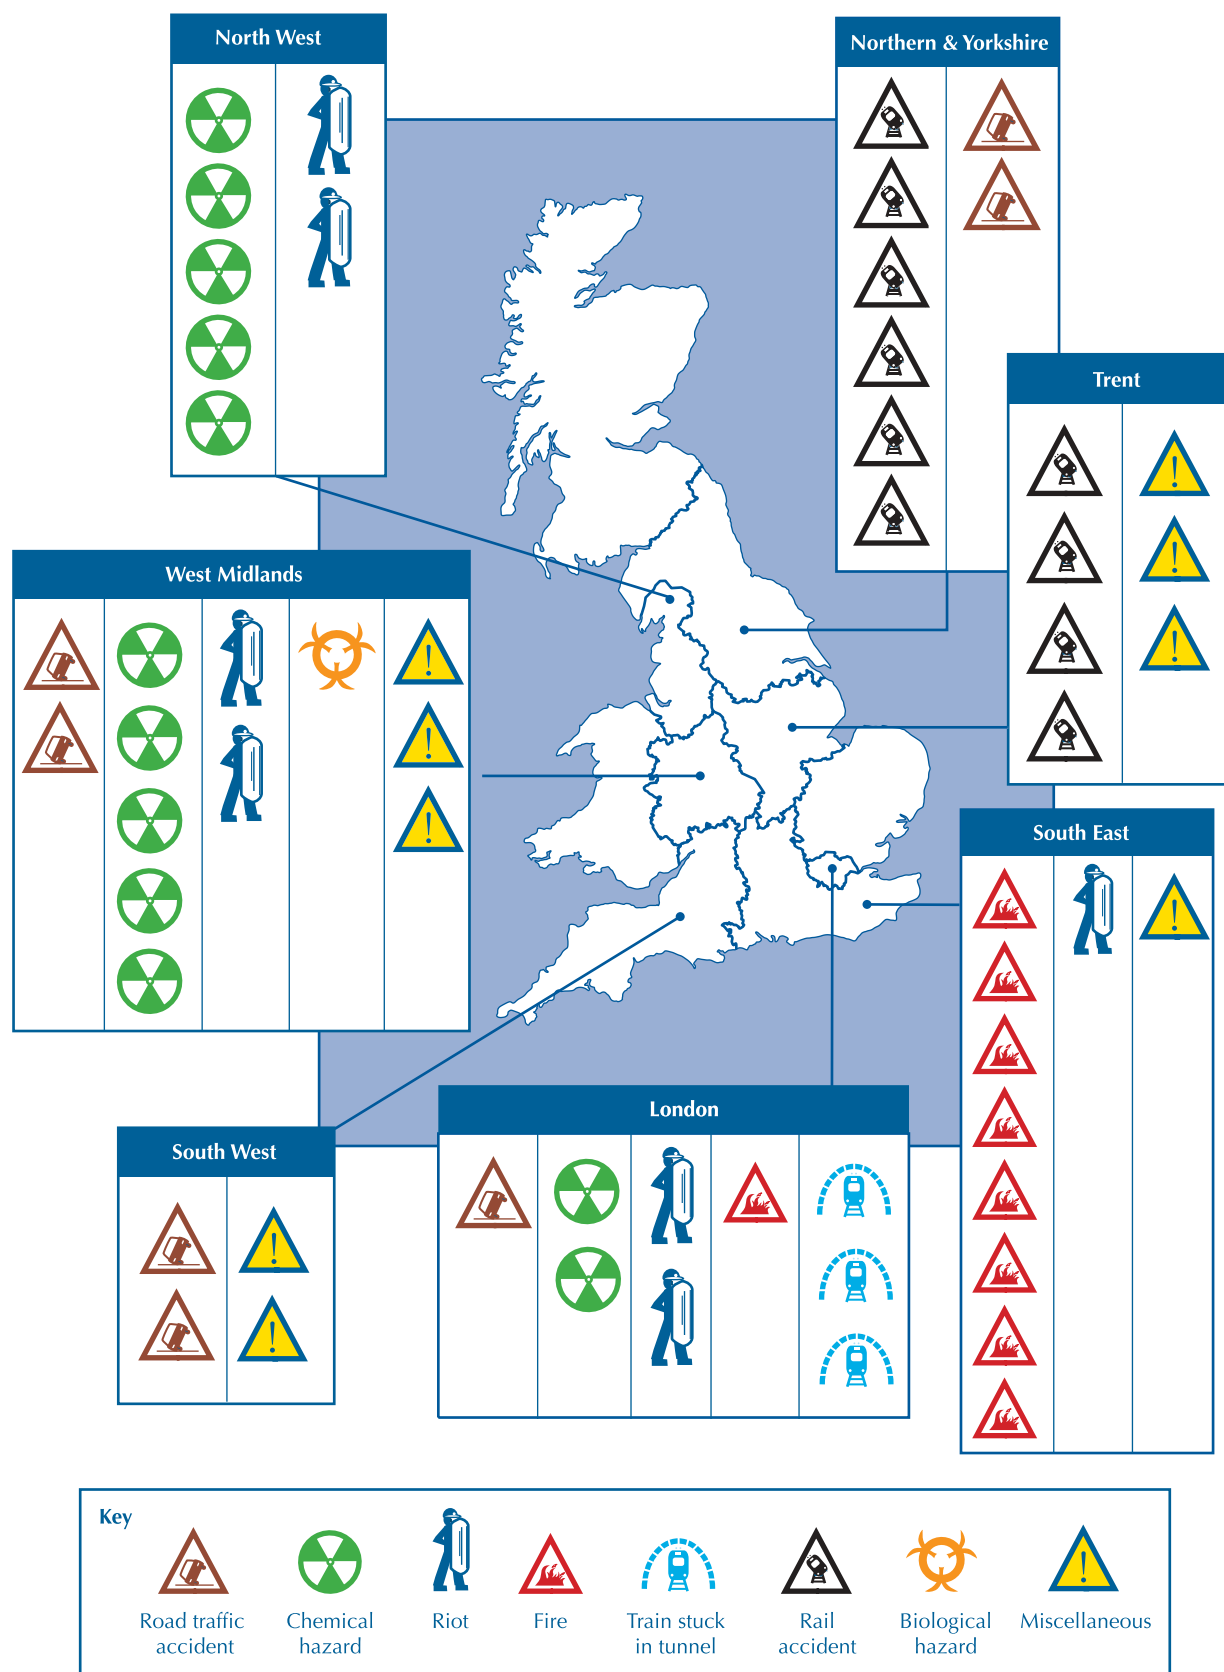 North West
Northern & Yorkshire
Trent
West Midlands
South East
London
South West
Key
Road traffic
accident
Chemical
hazard
Riot
Fire
Train stuck
in tunnel
Rail
accident
Biological
hazard
Miscellaneous